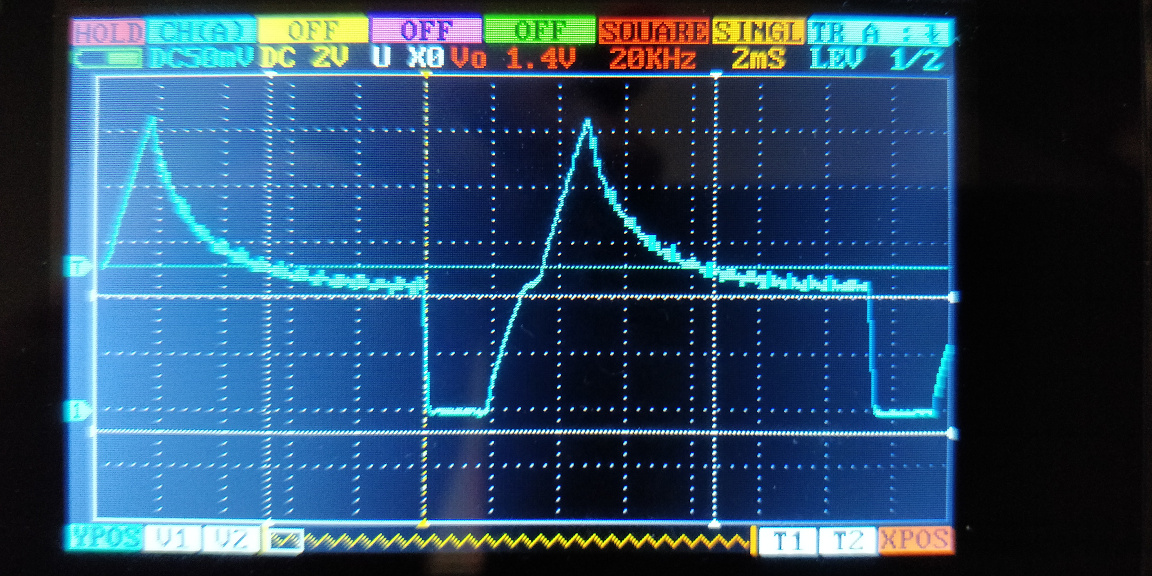 HOLD CH(A) OFF OFF OFF SQUARE SINGL TR A : ↓
DC50mV DC 2V U X0 Vo 1.4V 20KHz 2mS LEV 1/2
T
1
YPOS V1 V2 T1 T2 XPOS